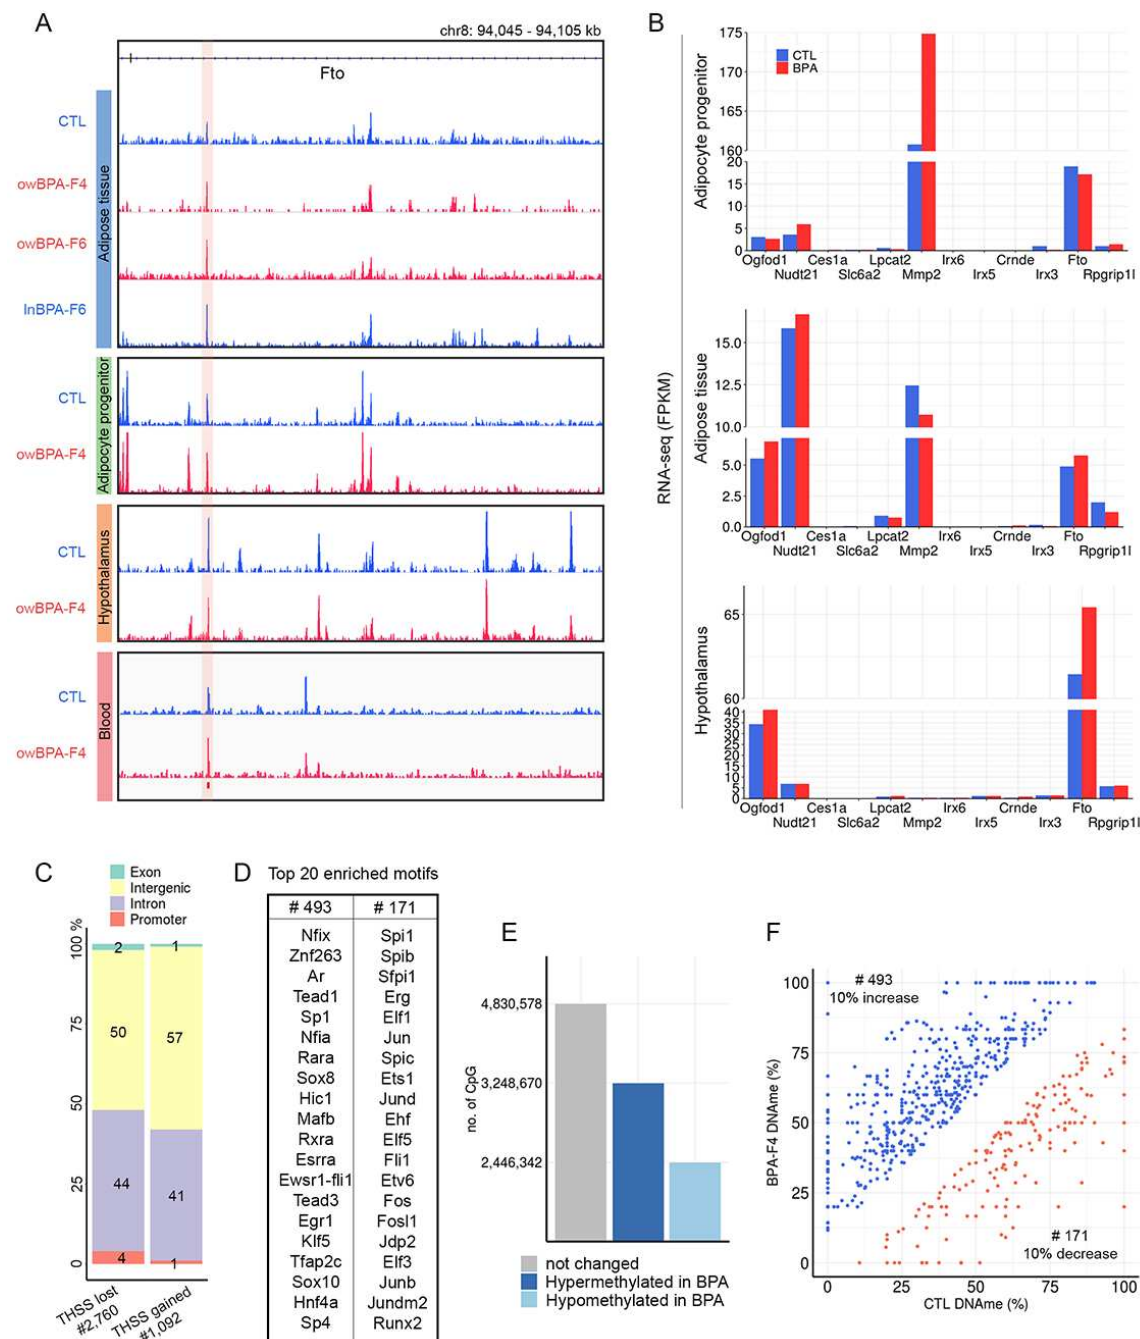 A
chr8: 94,045 - 94,105 kb
Fto
CTL
owBPA-F4
owBPA-F6
lnBPA-F6
Adipose tissue
CTL
owBPA-F4
Adipocyte progenitor
CTL
owBPA-F4
Hypothalamus
CTL
owBPA-F4
Blood
B
RNA-seq (FPKM)
CTL
BPA
Adipocyte progenitor
175
170
165
160
20
15
10
5
0
Ogfod1 Ces1a Lpcat2 Irx6 Crnde Fto
Nudt21 Slc6a2 Mmp2 Irx5 Irx3 Rpgrip1l
Adipose tissue
15.0
12.5
10.0
5.0
2.5
0.0
Ogfod1 Ces1a Lpcat2 Irx6 Crnde Fto
Nudt21 Slc6a2 Mmp2 Irx5 Irx3 Rpgrip1l
Hypothalamus
65
60
40
35
30
25
20
15
10
5
0
Ogfod1 Ces1a Lpcat2 Irx6 Crnde Fto
Nudt21 Slc6a2 Mmp2 Irx5 Irx3 Rpgrip1l
C
Exon
Intergenic
Intron
Promoter
100 %
75
50
25
0
2
50
44
4
1
57
41
1
THSS lost
#2,760
THSS gained
#1,092
D
Top 20 enriched motifs
# 493 # 171
Nfix Spi1
Znf263 Spib
Ar Sfpi1
Tead1 Erg
Sp1 Elf1
Nfia Jun
Rara Spic
Sox8 Ets1
Hic1 Jund
Mafb Ehf
Rxra Elf5
Esrra Fli1
Ewsr1-fli1 Etv6
Tead3 Fos
Egr1 Fosl1
Klf5 Jdp2
Tfap2c Elf3
Sox10 Junb
Hnf4a Jundm2
Sp4 Runx2
E
no. of CpG
4,830,578
3,248,670
2,446,342
not changed
Hypermethylated in BPA
Hypomethylated in BPA
F
BPA-F4 DNAme (%)
100
75
50
25
0
# 493
10% increase
# 171
10% decrease
0 25 50 75 100
CTL DNAme (%)